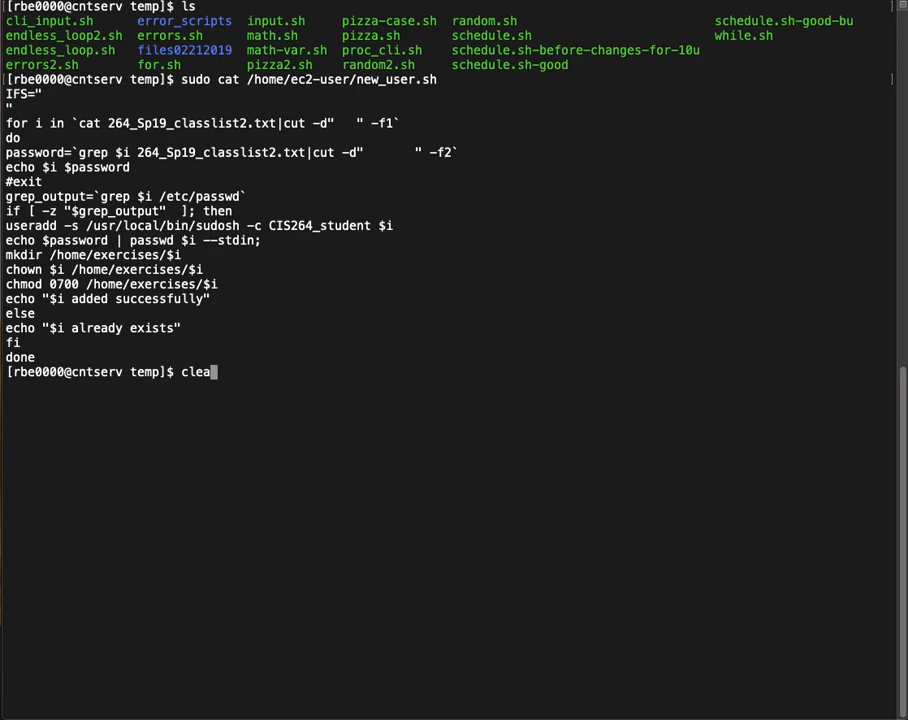 [rbe0000@cntserv temp]$ ls
cli_input.sh error_scripts input.sh pizza-case.sh random.sh schedule.sh-good-bu
endless_loop2.sh errors.sh math.sh pizza.sh schedule.sh while.sh
endless_loop.sh files02212019 math-var.sh proc_cli.sh schedule.sh-before-changes-for-10u
errors2.sh for.sh pizza2.sh random2.sh schedule.sh-good
[rbe0000@cntserv temp]$ sudo cat /home/ec2-user/new_user.sh
IFS="
"
for i in `cat 264_Sp19_classlist2.txt|cut -d"   " -f1`
do
password=`grep $i 264_Sp19_classlist2.txt|cut -d"       " -f2`
echo $i $password
#exit
grep_output=`grep $i /etc/passwd`
if [ -z "$grep_output"  ]; then
useradd -s /usr/local/bin/sudosh -c CIS264_student $i
echo $password | passwd $i --stdin;
mkdir /home/exercises/$i
chown $i /home/exercises/$i
chmod 0700 /home/exercises/$i
echo "$i added successfully"
else
echo "$i already exists"
fi
done
[rbe0000@cntserv temp]$ clea